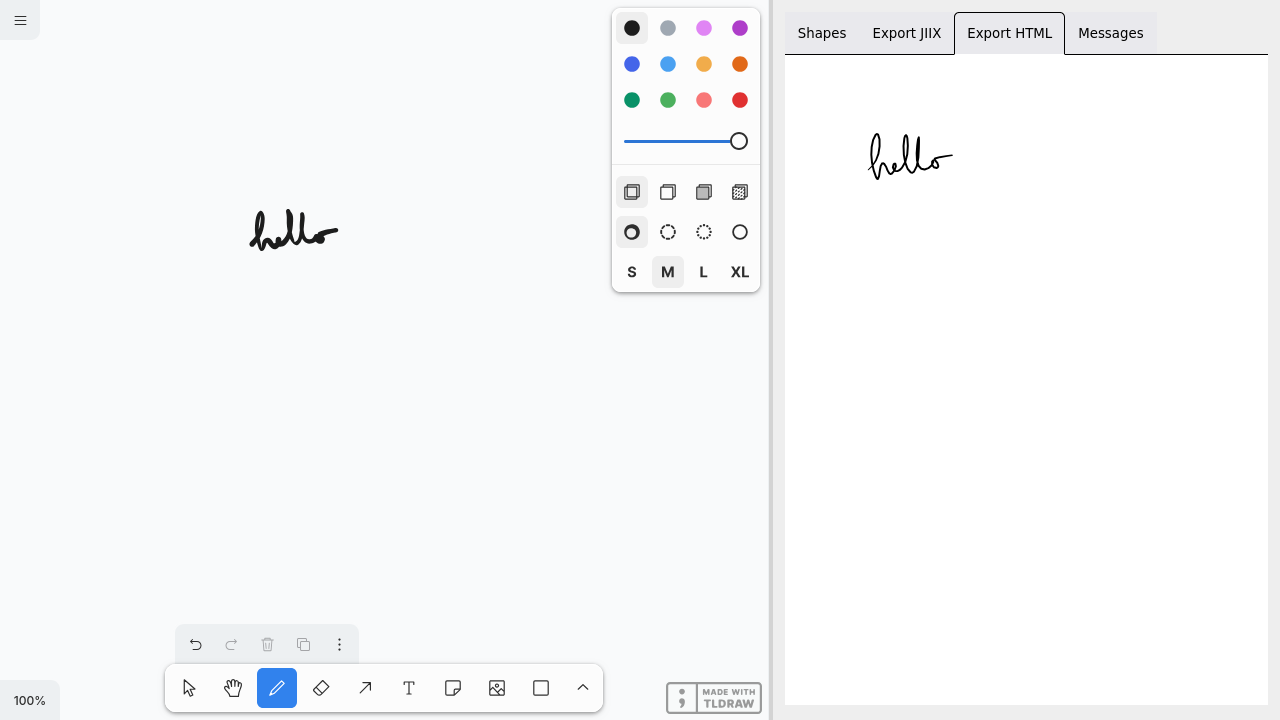 Shapes Export JIIX Export HTML Messages
hello hello
S M L XL
100%
MADE WITH
TLDRAW